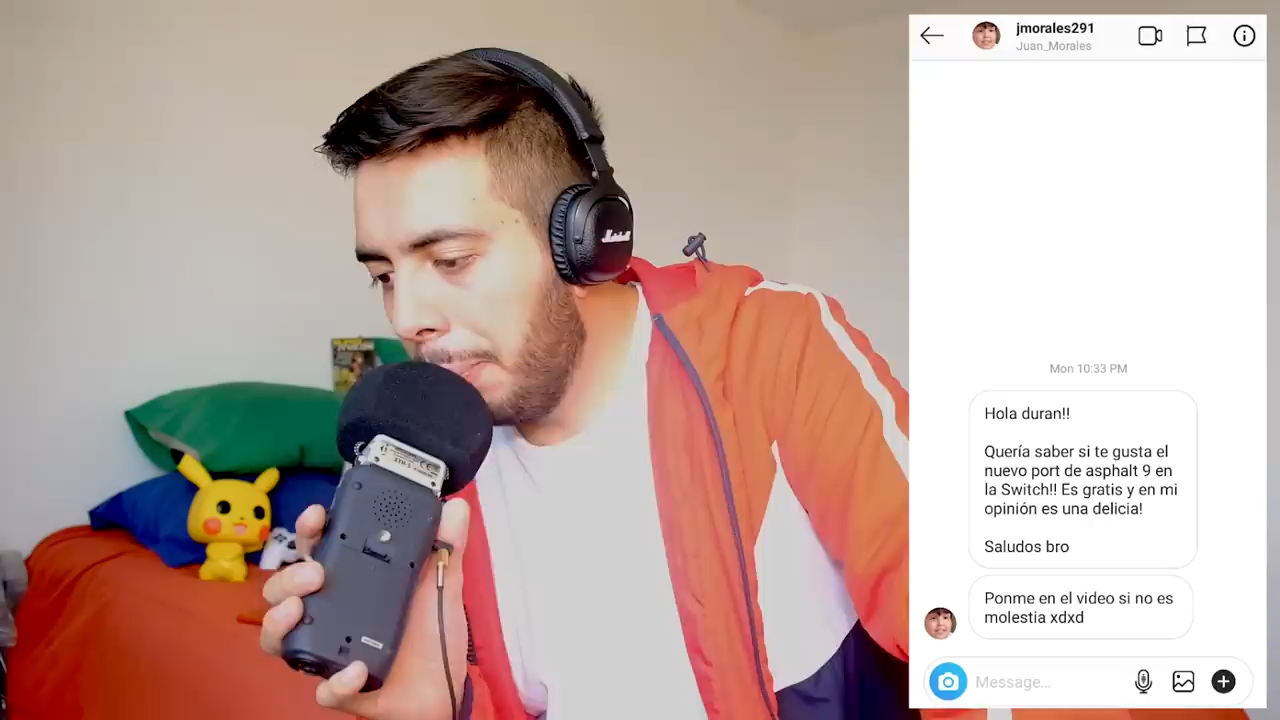 jmorales291
Juan_Morales
Mon 10:33 PM
Hola duran!!
Quería saber si te gusta el
nuevo port de asphalt 9 en
la Switch!! Es gratis y en mi
opinión es una delicia!
Saludos bro
Ponme en el video si no es
molestia xdxd
Message...
Marshall